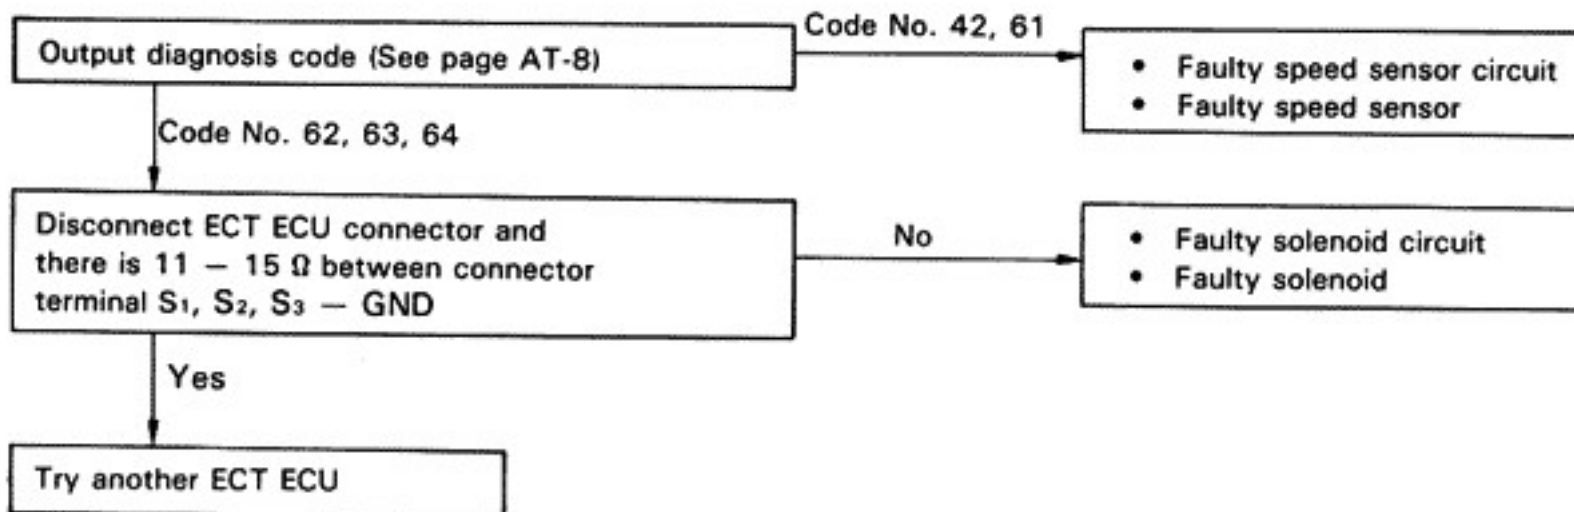 Output diagnosis code (See page AT-8)
Code No. 42, 61
• Faulty speed sensor circuit
• Faulty speed sensor
Code No. 62, 63, 64
Disconnect ECT ECU connector and
there is 11 – 15 Ω between connector
terminal S₁, S₂, S₃ – GND
No
• Faulty solenoid circuit
• Faulty solenoid
Yes
Try another ECT ECU